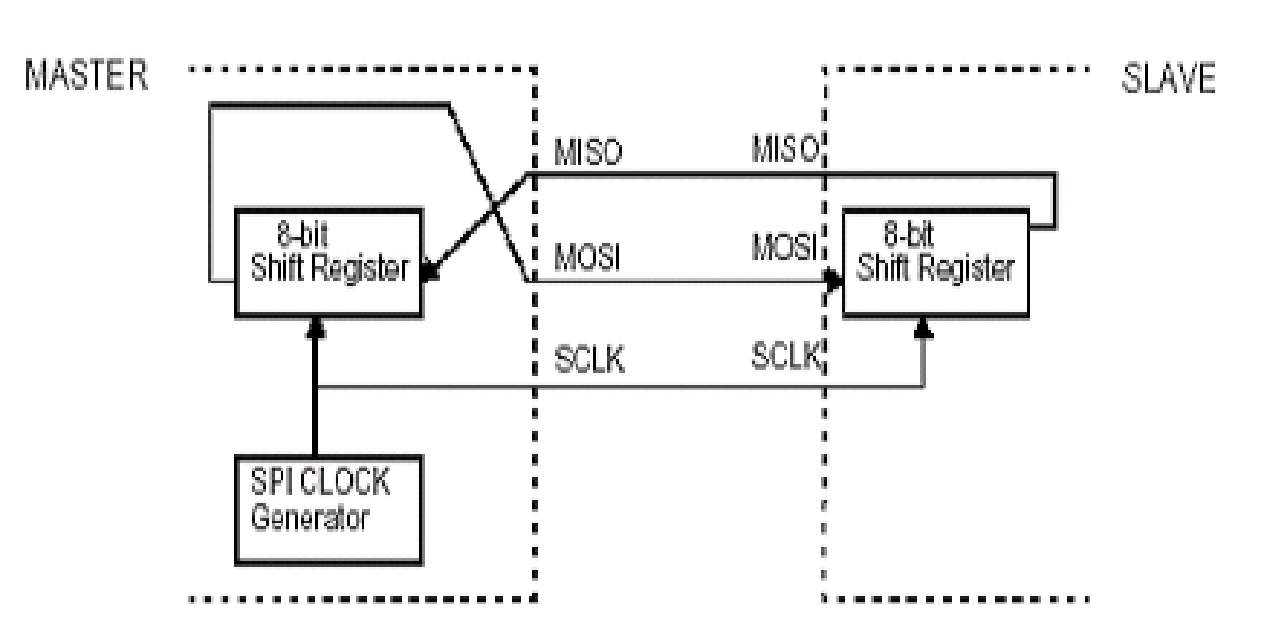 MASTER
SLAVE
MISO
MISO
8-bit
Shift Register
MOSI
MOSI
8-bit
Shift Register
SCLK
SCLK
SPI CLOCK
Generator